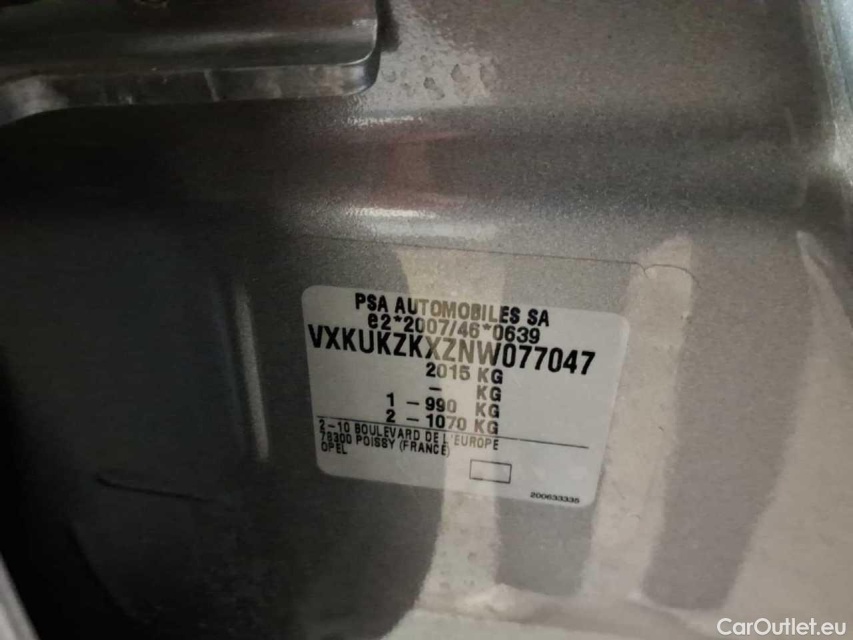 PSA AUTOMOBILES SA
e2*2007/46*0639
VXKUKZKXZNW077047
2015 KG
- KG
1 - 990 KG
2 - 1070 KG
2-10 BOULEVARD DE L'EUROPE
78300 POISSY (FRANCE)
OPEL
200633335
CarOutlet.eu